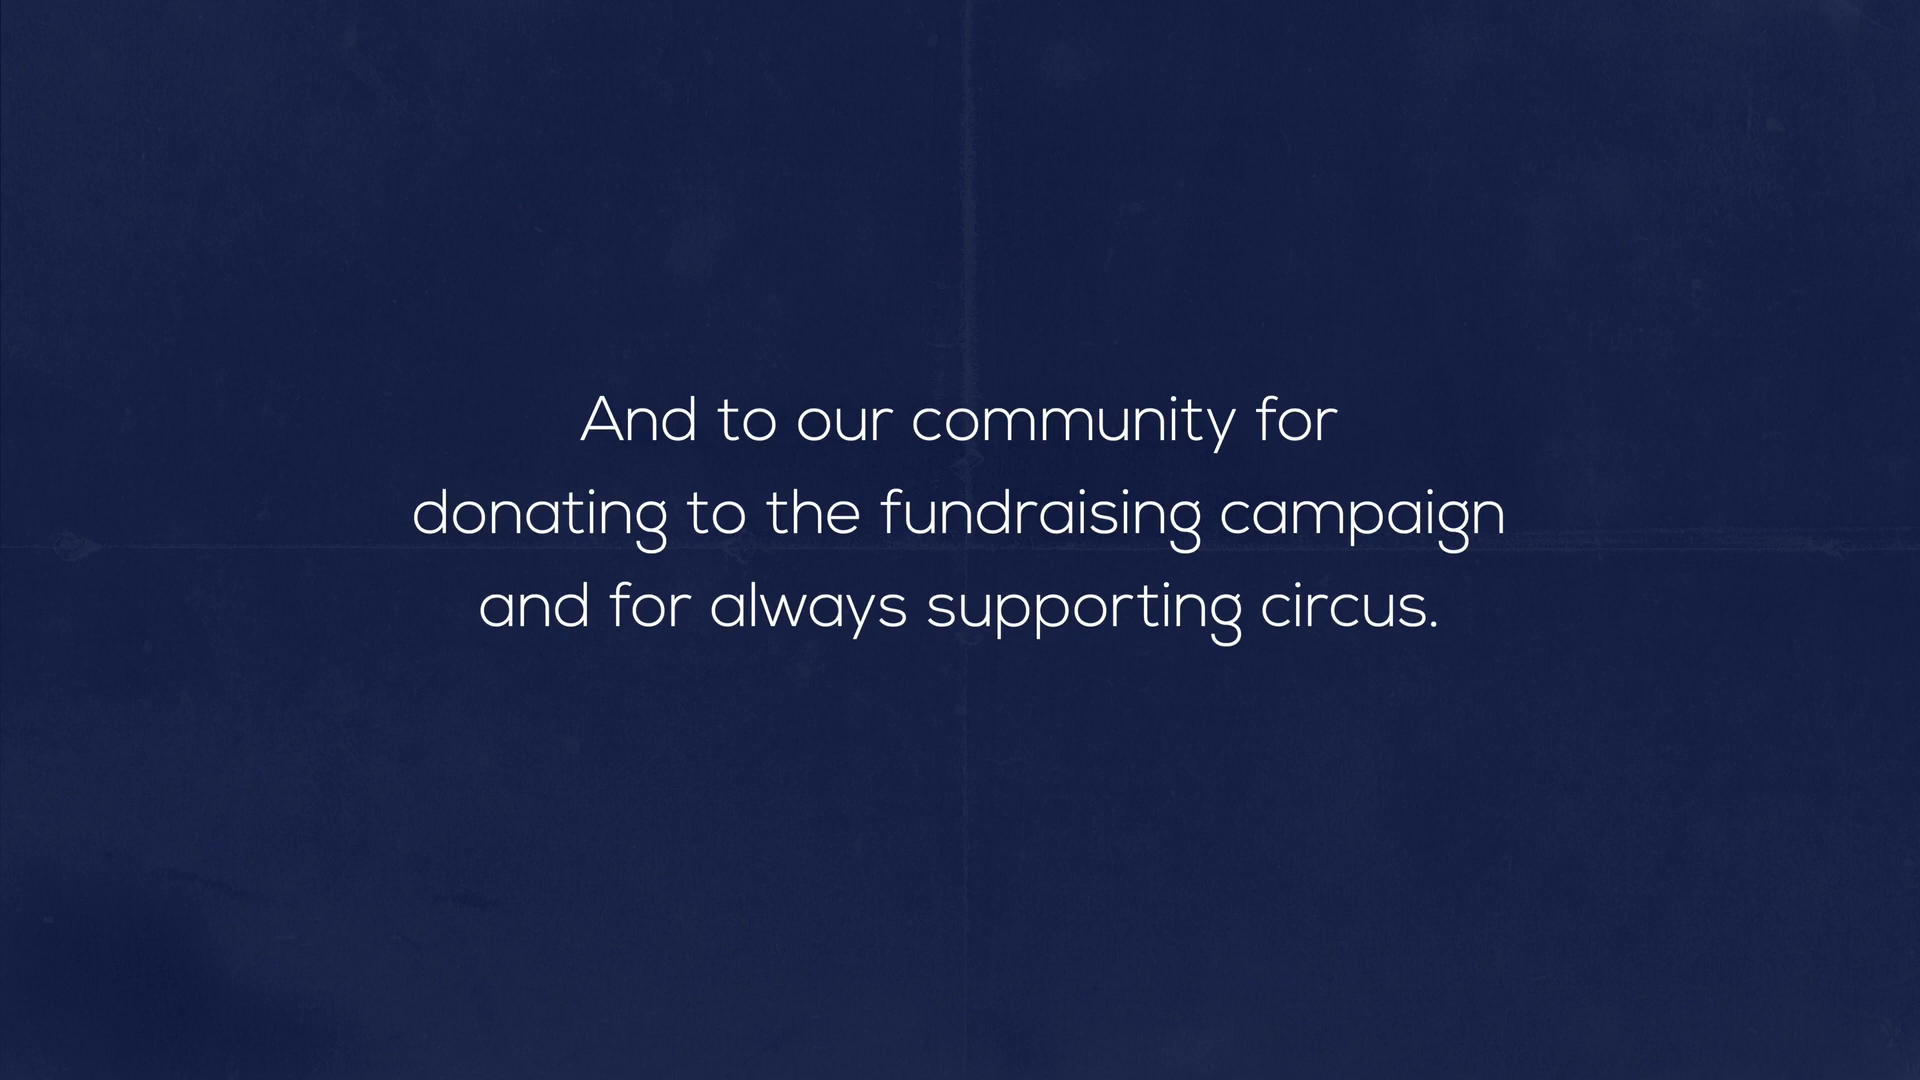 And to our community for
donating to the fundraising campaign
and for always supporting circus.